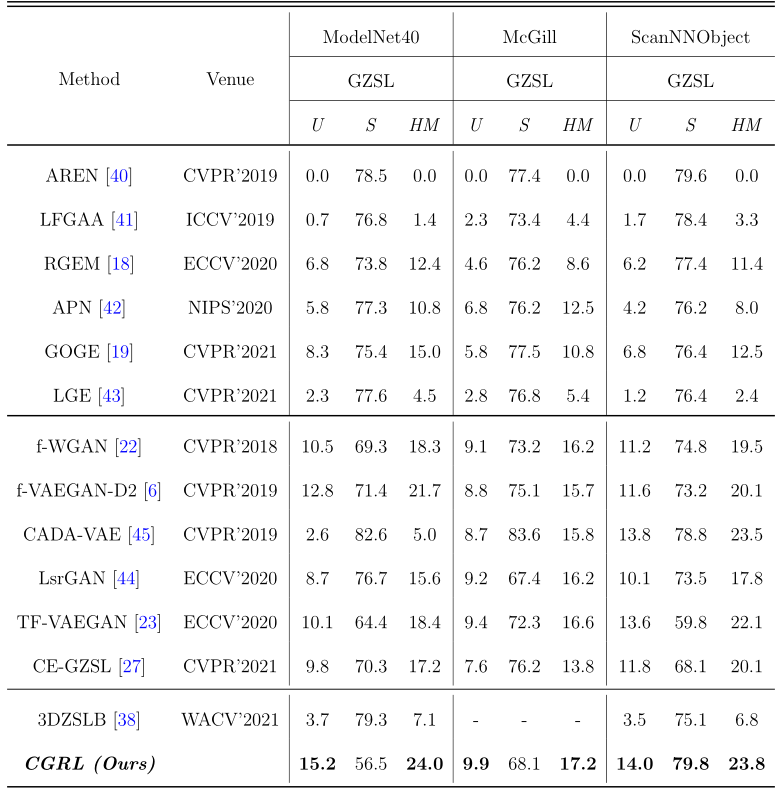 ModelNet40 McGill ScanNNObject
Method Venue GZSL GZSL GZSL
U S HM U S HM U S HM
AREN [40] CVPR'2019 0.0 78.5 0.0 0.0 77.4 0.0 0.0 79.6 0.0
LFGAA [41] ICCV'2019 0.7 76.8 1.4 2.3 73.4 4.4 1.7 78.4 3.3
RGEM [18] ECCV'2020 6.8 73.8 12.4 4.6 76.2 8.6 6.2 77.4 11.4
APN [42] NIPS'2020 5.8 77.3 10.8 6.8 76.2 12.5 4.2 76.2 8.0
GOGE [19] CVPR'2021 8.3 75.4 15.0 5.8 77.5 10.8 6.8 76.4 12.5
LGE [43] CVPR'2021 2.3 77.6 4.5 2.8 76.8 5.4 1.2 76.4 2.4
f-WGAN [22] CVPR'2018 10.5 69.3 18.3 9.1 73.2 16.2 11.2 74.8 19.5
f-VAEGAN-D2 [6] CVPR'2019 12.8 71.4 21.7 8.8 75.1 15.7 11.6 73.2 20.1
CADA-VAE [45] CVPR'2019 2.6 82.6 5.0 8.7 83.6 15.8 13.8 78.8 23.5
LsrGAN [44] ECCV'2020 8.7 76.7 15.6 9.2 67.4 16.2 10.1 73.5 17.8
TF-VAEGAN [23] ECCV'2020 10.1 64.4 18.4 9.4 72.3 16.6 13.6 59.8 22.1
CE-GZSL [27] CVPR'2021 9.8 70.3 17.2 7.6 76.2 13.8 11.8 68.1 20.1
3DZSLB [38] WACV'2021 3.7 79.3 7.1 - - - 3.5 75.1 6.8
CGRL (Ours) 15.2 56.5 24.0 9.9 68.1 17.2 14.0 79.8 23.8